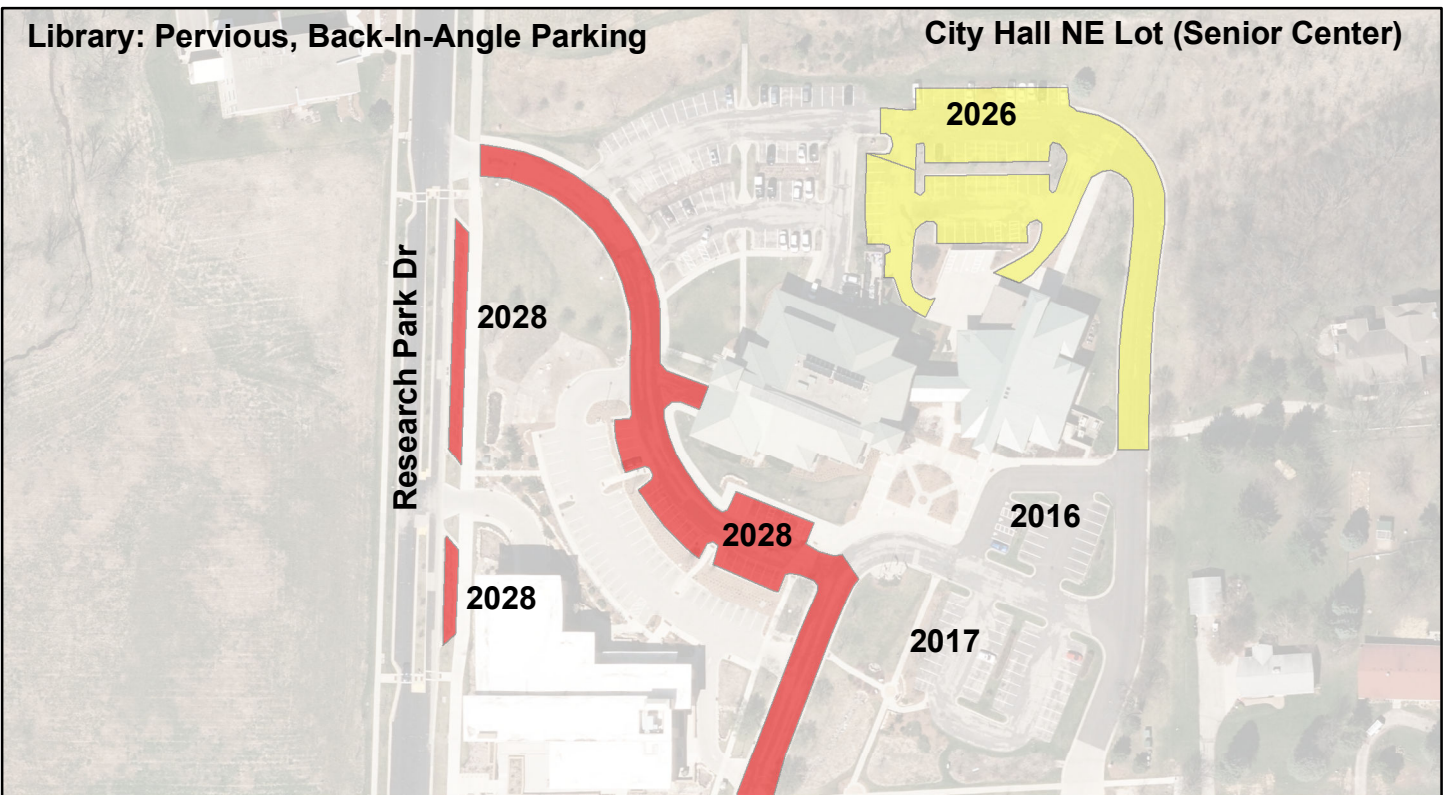 Library: Pervious, Back-In-Angle Parking
City Hall NE Lot (Senior Center)
2026
Research Park Dr
2028
2016
2028
2028
2017